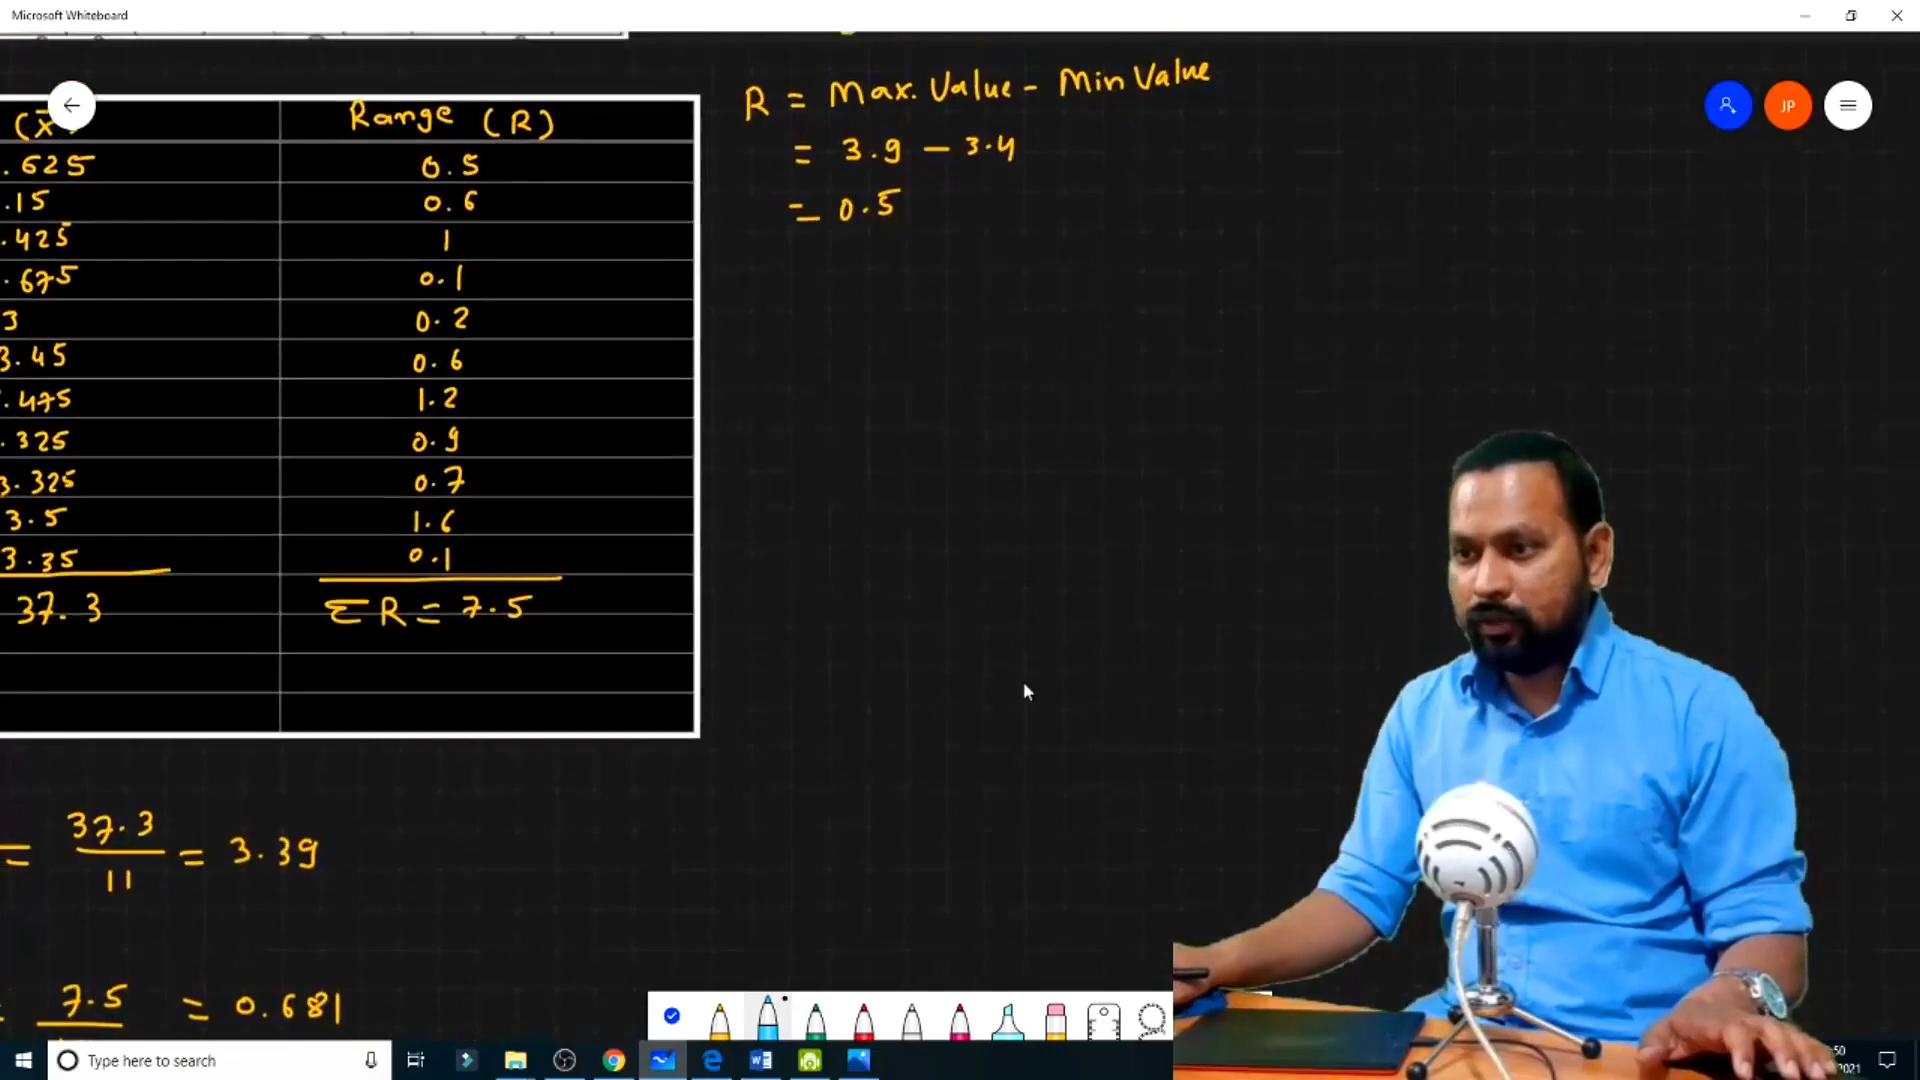 Microsoft Whiteboard
R = Max. Value - Min Value
= 3.9 - 3.4
= 0.5
JP
(x̄) Range (R)
.625 0.5
.15 0.6
.425 1
.675 0.1
3 0.2
3.45 0.6
.475 1.2
.325 0.9
3.325 0.7
3.5 1.6
3.35 0.1
37.3 ΣR = 7.5
= 37.3 / 11 = 3.39
7.5 = 0.681
Type here to search
:50
2021